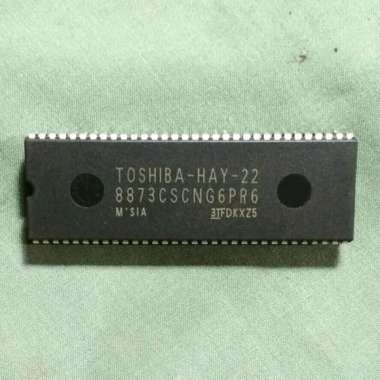 TOSHIBA-HAY-22
8873CSCNG6PR6
M'SIA 3TFDKXZ5